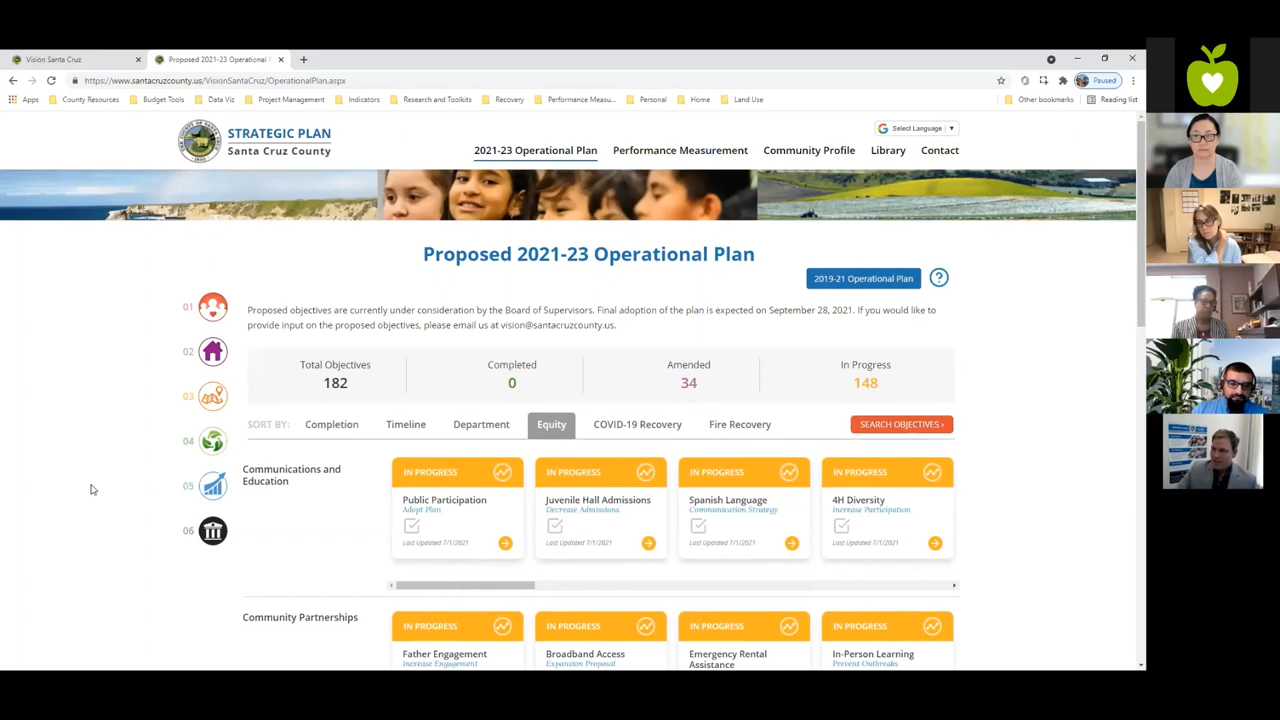 Vision Santa Cruz
Proposed 2021-23 Operational
https://www.santacruzcounty.us/VisionSantaCruz/OperationalPlan.aspx
Paused
Apps
County Resources
Budget Tools
Data Viz
Project Management
Indicators
Research and Toolkits
Recovery
Performance Measu...
Personal
Home
Land Use
Other bookmarks
Reading list
STRATEGIC PLAN
Santa Cruz County
Select Language
2021-23 Operational Plan
Performance Measurement
Community Profile
Library
Contact
Proposed 2021-23 Operational Plan
2019-21 Operational Plan
?
01
02
03
04
05
06
Proposed objectives are currently under consideration by the Board of Supervisors. Final adoption of the plan is expected on September 28, 2021. If you would like to
provide input on the proposed objectives, please email us at vision@santacruzcounty.us.
Total Objectives
182
Completed
0
Amended
34
In Progress
148
SORT BY:
Completion
Timeline
Department
Equity
COVID-19 Recovery
Fire Recovery
SEARCH OBJECTIVES ›
Communications and
Education
IN PROGRESS
Public Participation
Adopt Plan
Last Updated 7/1/2021
IN PROGRESS
Juvenile Hall Admissions
Decrease Admissions
Last Updated 7/1/2021
IN PROGRESS
Spanish Language
Communication Strategy
Last Updated 7/1/2021
IN PROGRESS
4H Diversity
Increase Participation
Last Updated 7/1/2021
Community Partnerships
IN PROGRESS
Father Engagement
Increase Engagement
IN PROGRESS
Broadband Access
Expansion Proposal
IN PROGRESS
Emergency Rental
Assistance
IN PROGRESS
In-Person Learning
Prevent Outbreaks